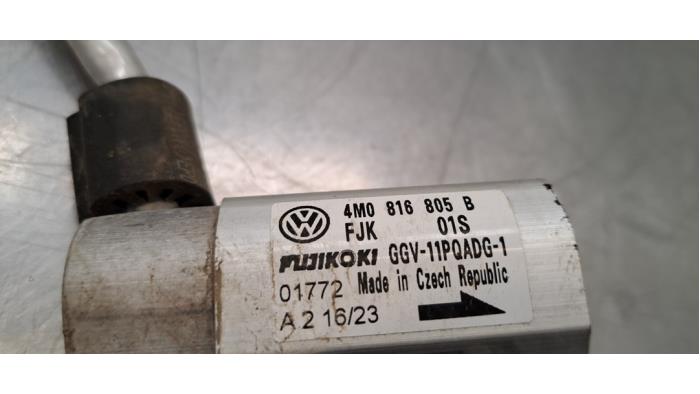 4M0 816 805 B
FJK 01S
FUJIKOKI GGV-11PQADG-1
01772 Made in Czech Republic
A 2 16/23